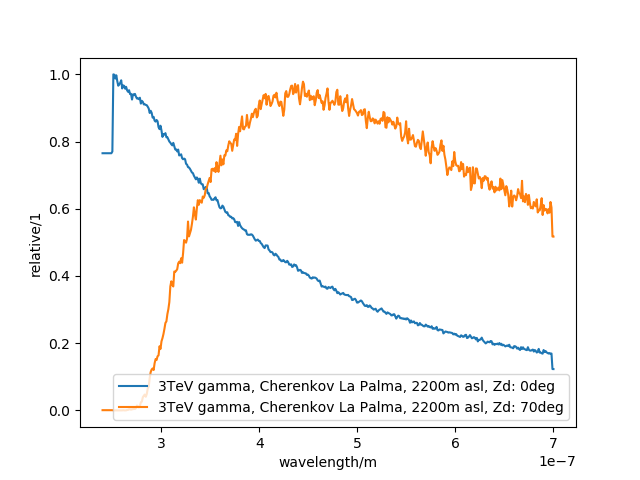 1.0
0.8
0.6
0.4
0.2
0.0
relative/1
3TeV gamma, Cherenkov La Palma, 2200m asl, Zd: 0deg
3TeV gamma, Cherenkov La Palma, 2200m asl, Zd: 70deg
3 4 5 6 7
1e−7
wavelength/m